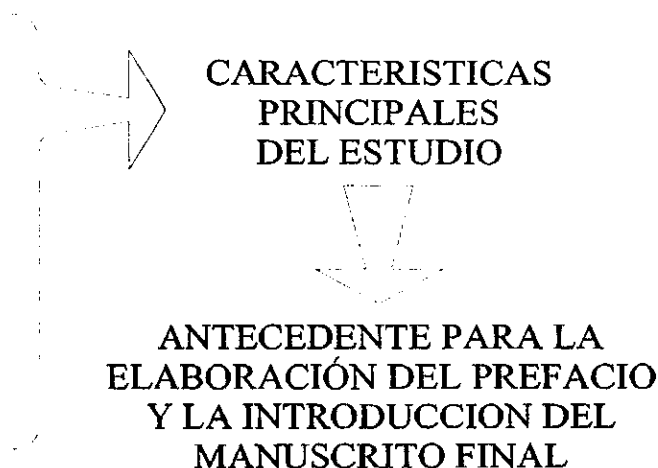 CARACTERISTICAS
PRINCIPALES
DEL ESTUDIO
ANTECEDENTE PARA LA
ELABORACIÓN DEL PREFACIO
Y LA INTRODUCCION DEL
MANUSCRITO FINAL